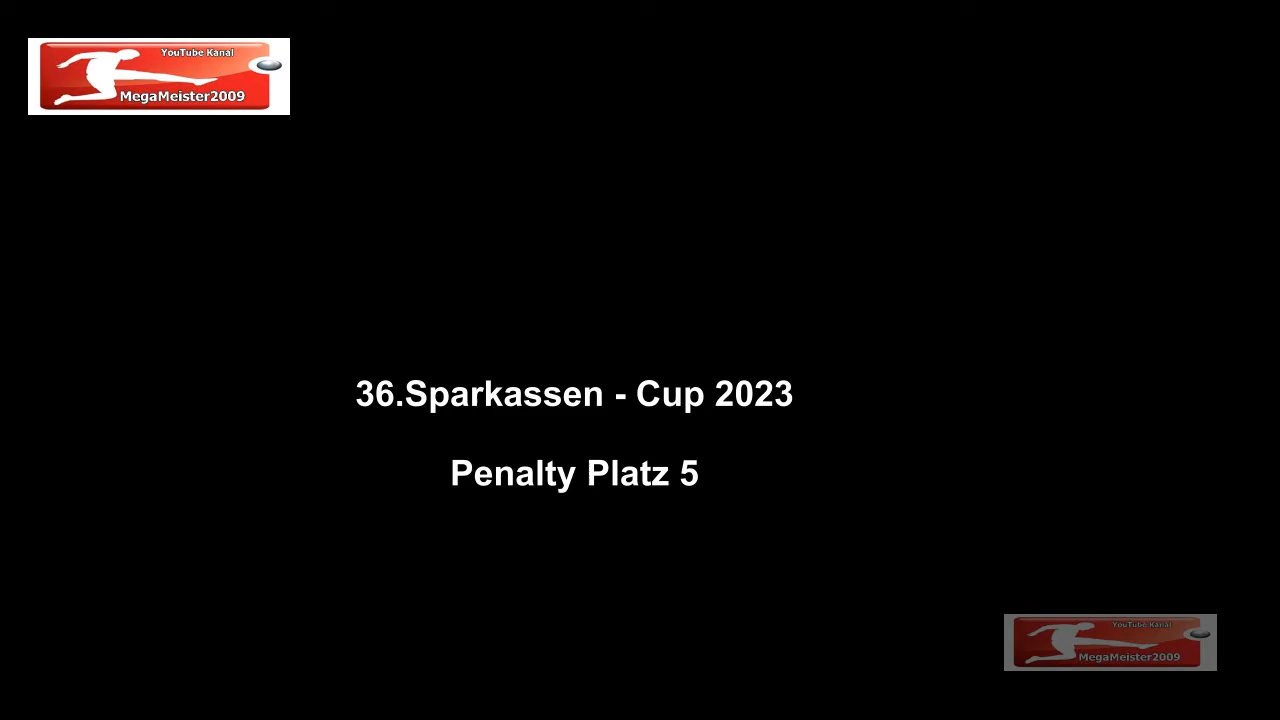 YouTube Kanal
MegaMeister2009
36.Sparkassen - Cup 2023
Penalty Platz 5
YouTube Kanal
MegaMeister2009